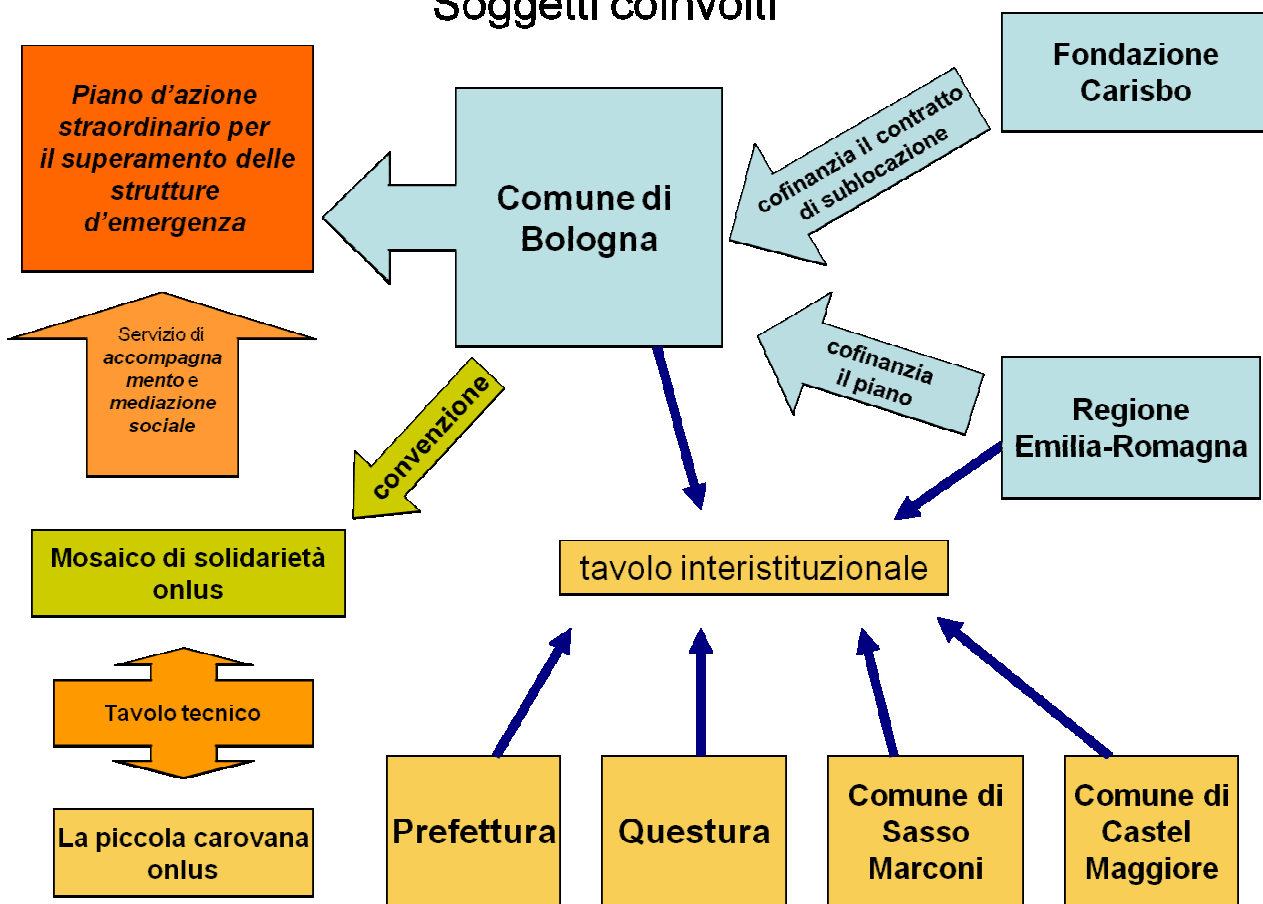 Soggetti coinvolti
Piano d'azione
straordinario per
il superamento delle
strutture
d'emergenza
Comune di
Bologna
cofinanzia il contratto
di sublocazione
Fondazione
Carisbo
Servizio di
accompagna
mento e
mediazione
sociale
convenzione
cofinanzia
il piano
Regione
Emilia-Romagna
Mosaico di solidarietà
onlus
tavolo interistituzionale
Tavolo tecnico
La piccola carovana
onlus
Prefettura
Questura
Comune di
Sasso
Marconi
Comune di
Castel
Maggiore